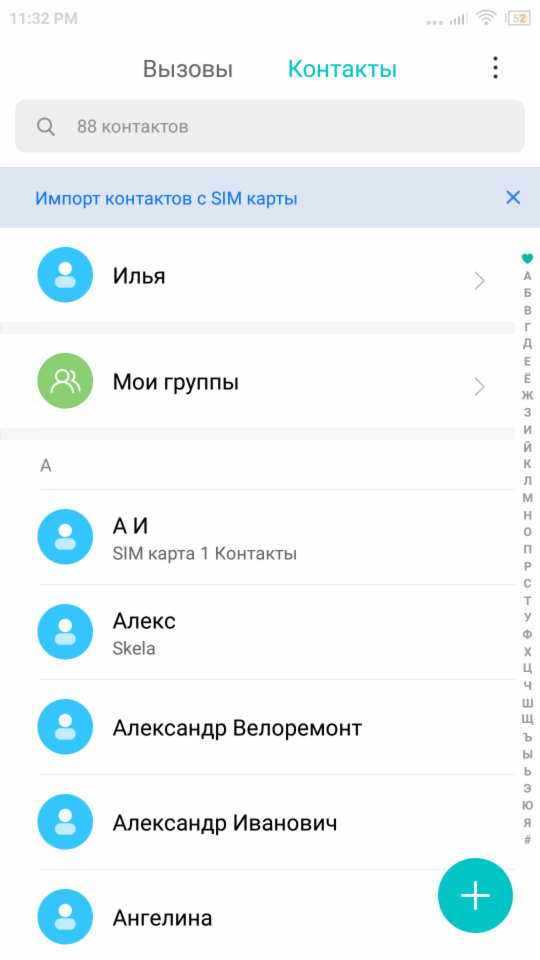 11:32 PM
52
Вызовы
Контакты
88 контактов
Импорт контактов с SIM карты
Илья
Мои группы
А
А И
SIM карта 1 Контакты
Алекс
Skela
Александр Велоремонт
Александр Иванович
Ангелина
А
Б
В
Г
Д
Е
Ё
Ж
З
И
Й
К
Л
М
Н
О
П
Р
С
Т
У
Ф
Х
Ц
Ч
Ш
Щ
Ъ
Ы
Ь
Э
Ю
Я
#